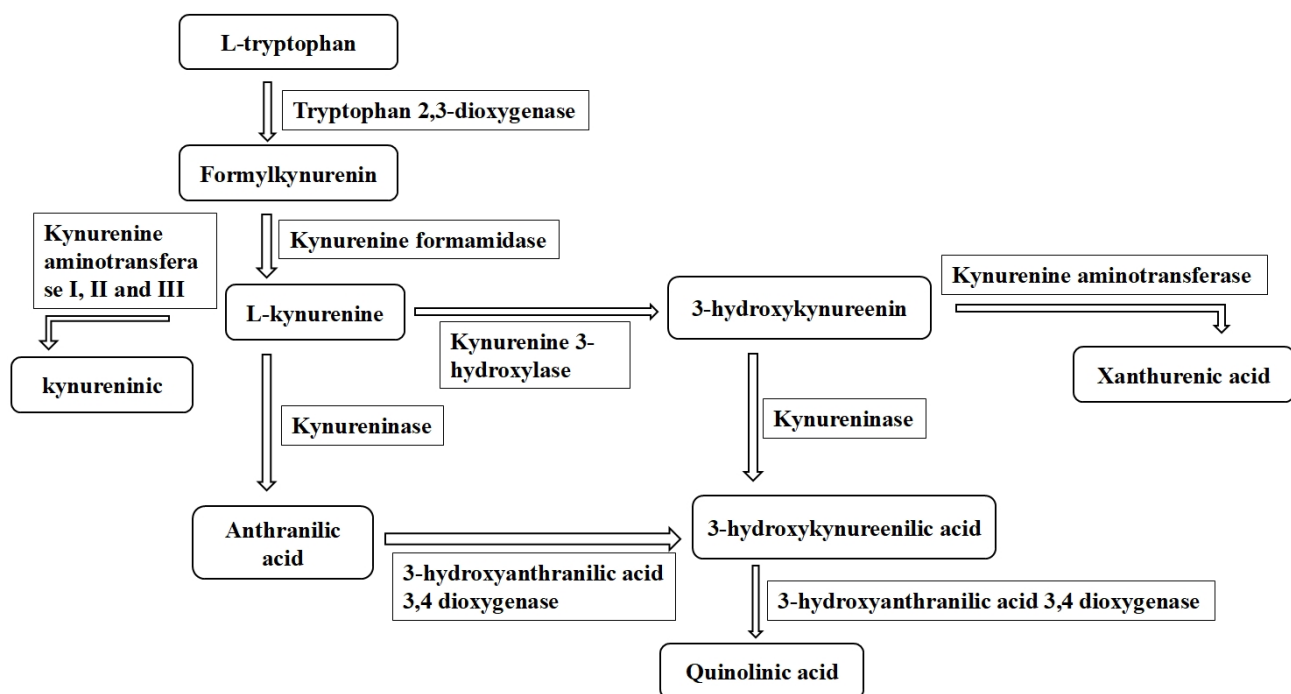 L-tryptophan
Tryptophan 2,3-dioxygenase
Formylkynurenin
Kynurenine
aminotransfera
se I, II and III
Kynurenine formamidase
Kynurenine aminotransferase
L-kynurenine
3-hydroxykynureenin
Kynurenine 3-
hydroxylase
kynureninic
Xanthurenic acid
Kynureninase
Kynureninase
Anthranilic
acid
3-hydroxykynureenilic acid
3-hydroxyanthranilic acid
3,4 dioxygenase
3-hydroxyanthranilic acid 3,4 dioxygenase
Quinolinic acid